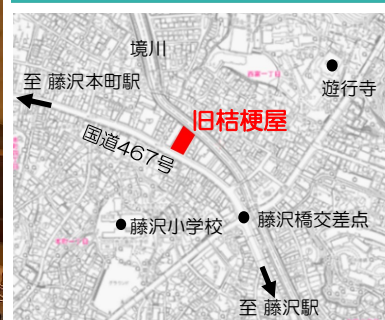 境川
至 藤沢本町駅
遊行寺
旧桔梗屋
国道467号
藤沢小学校
藤沢橋交差点
至 藤沢駅